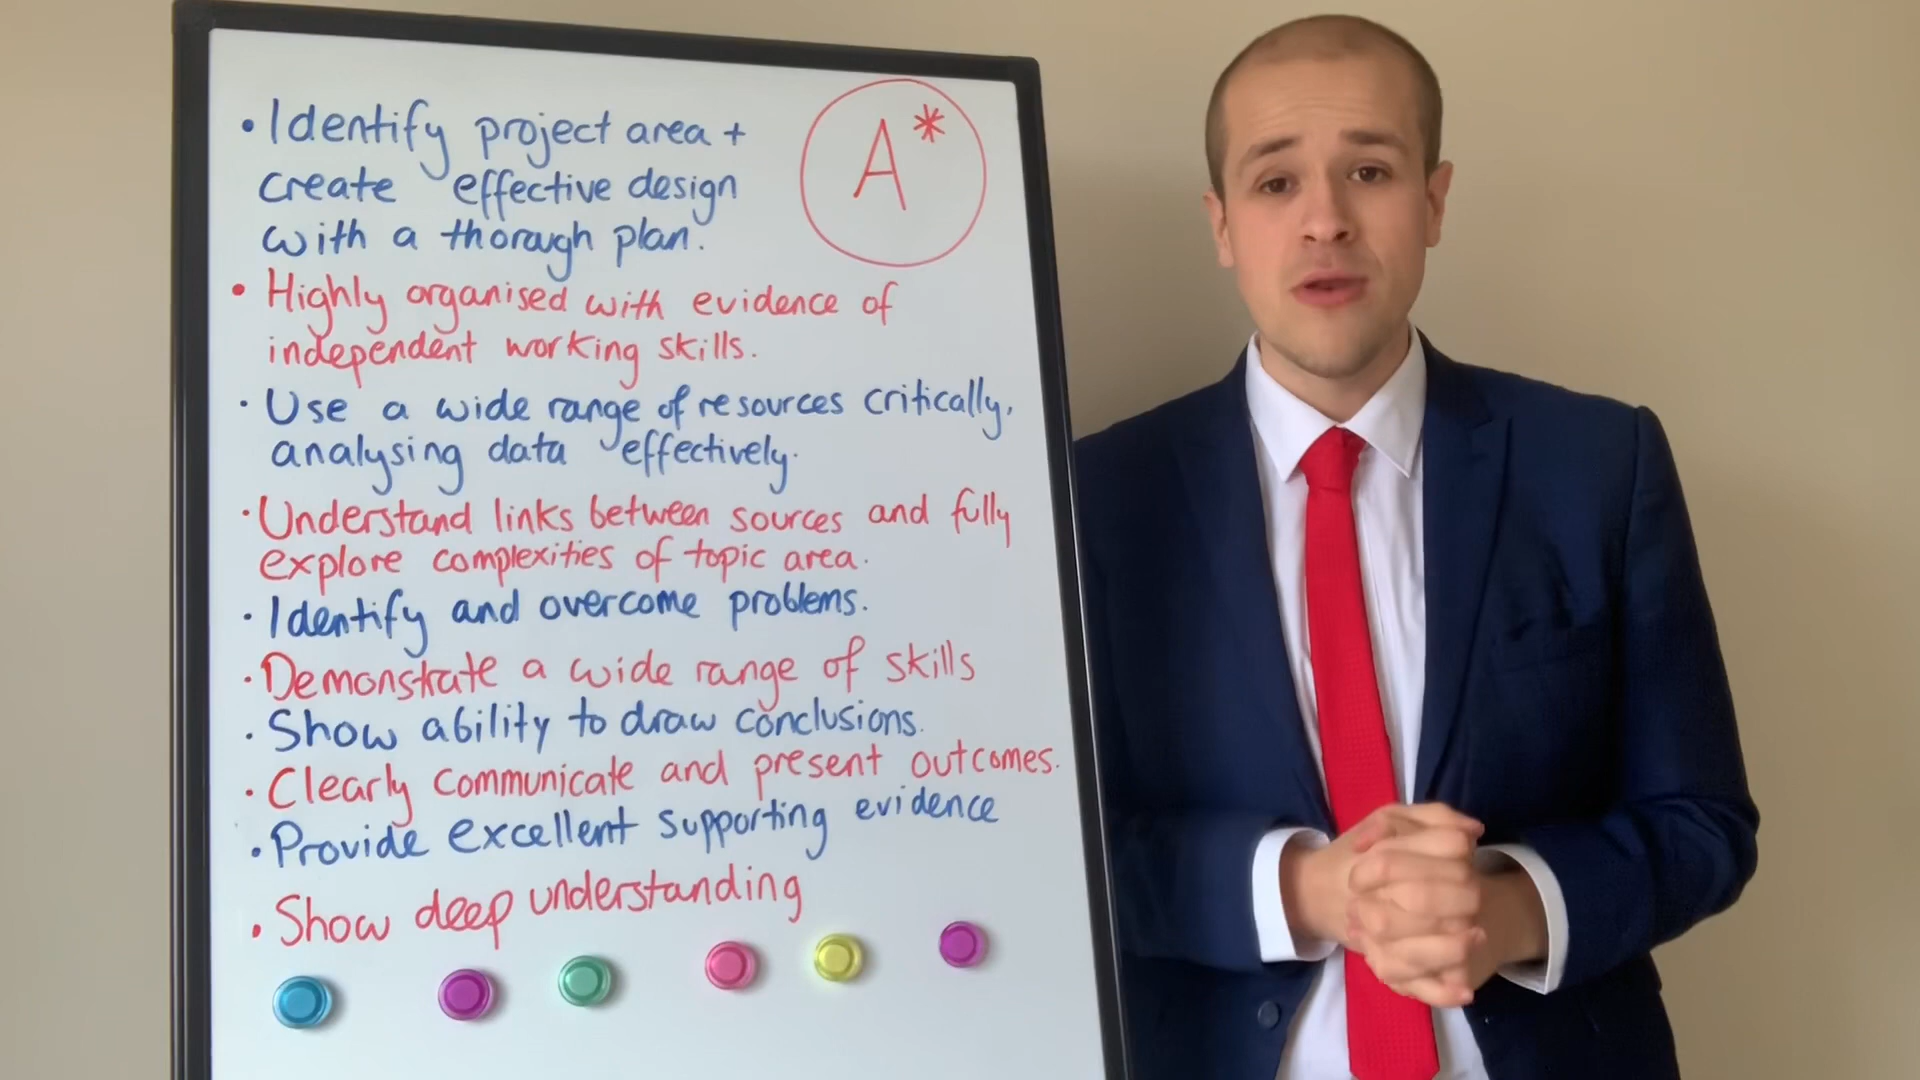 • Identify project area +
create effective design
with a thorough plan.
A*
• Highly organised with evidence of
independent working skills.
• Use a wide range of resources critically,
analysing data effectively.
• Understand links between sources and fully
explore complexities of topic area.
• Identify and overcome problems.
• Demonstrate a wide range of skills
• Show ability to draw conclusions.
• Clearly communicate and present outcomes.
• Provide excellent supporting evidence
• Show deep understanding